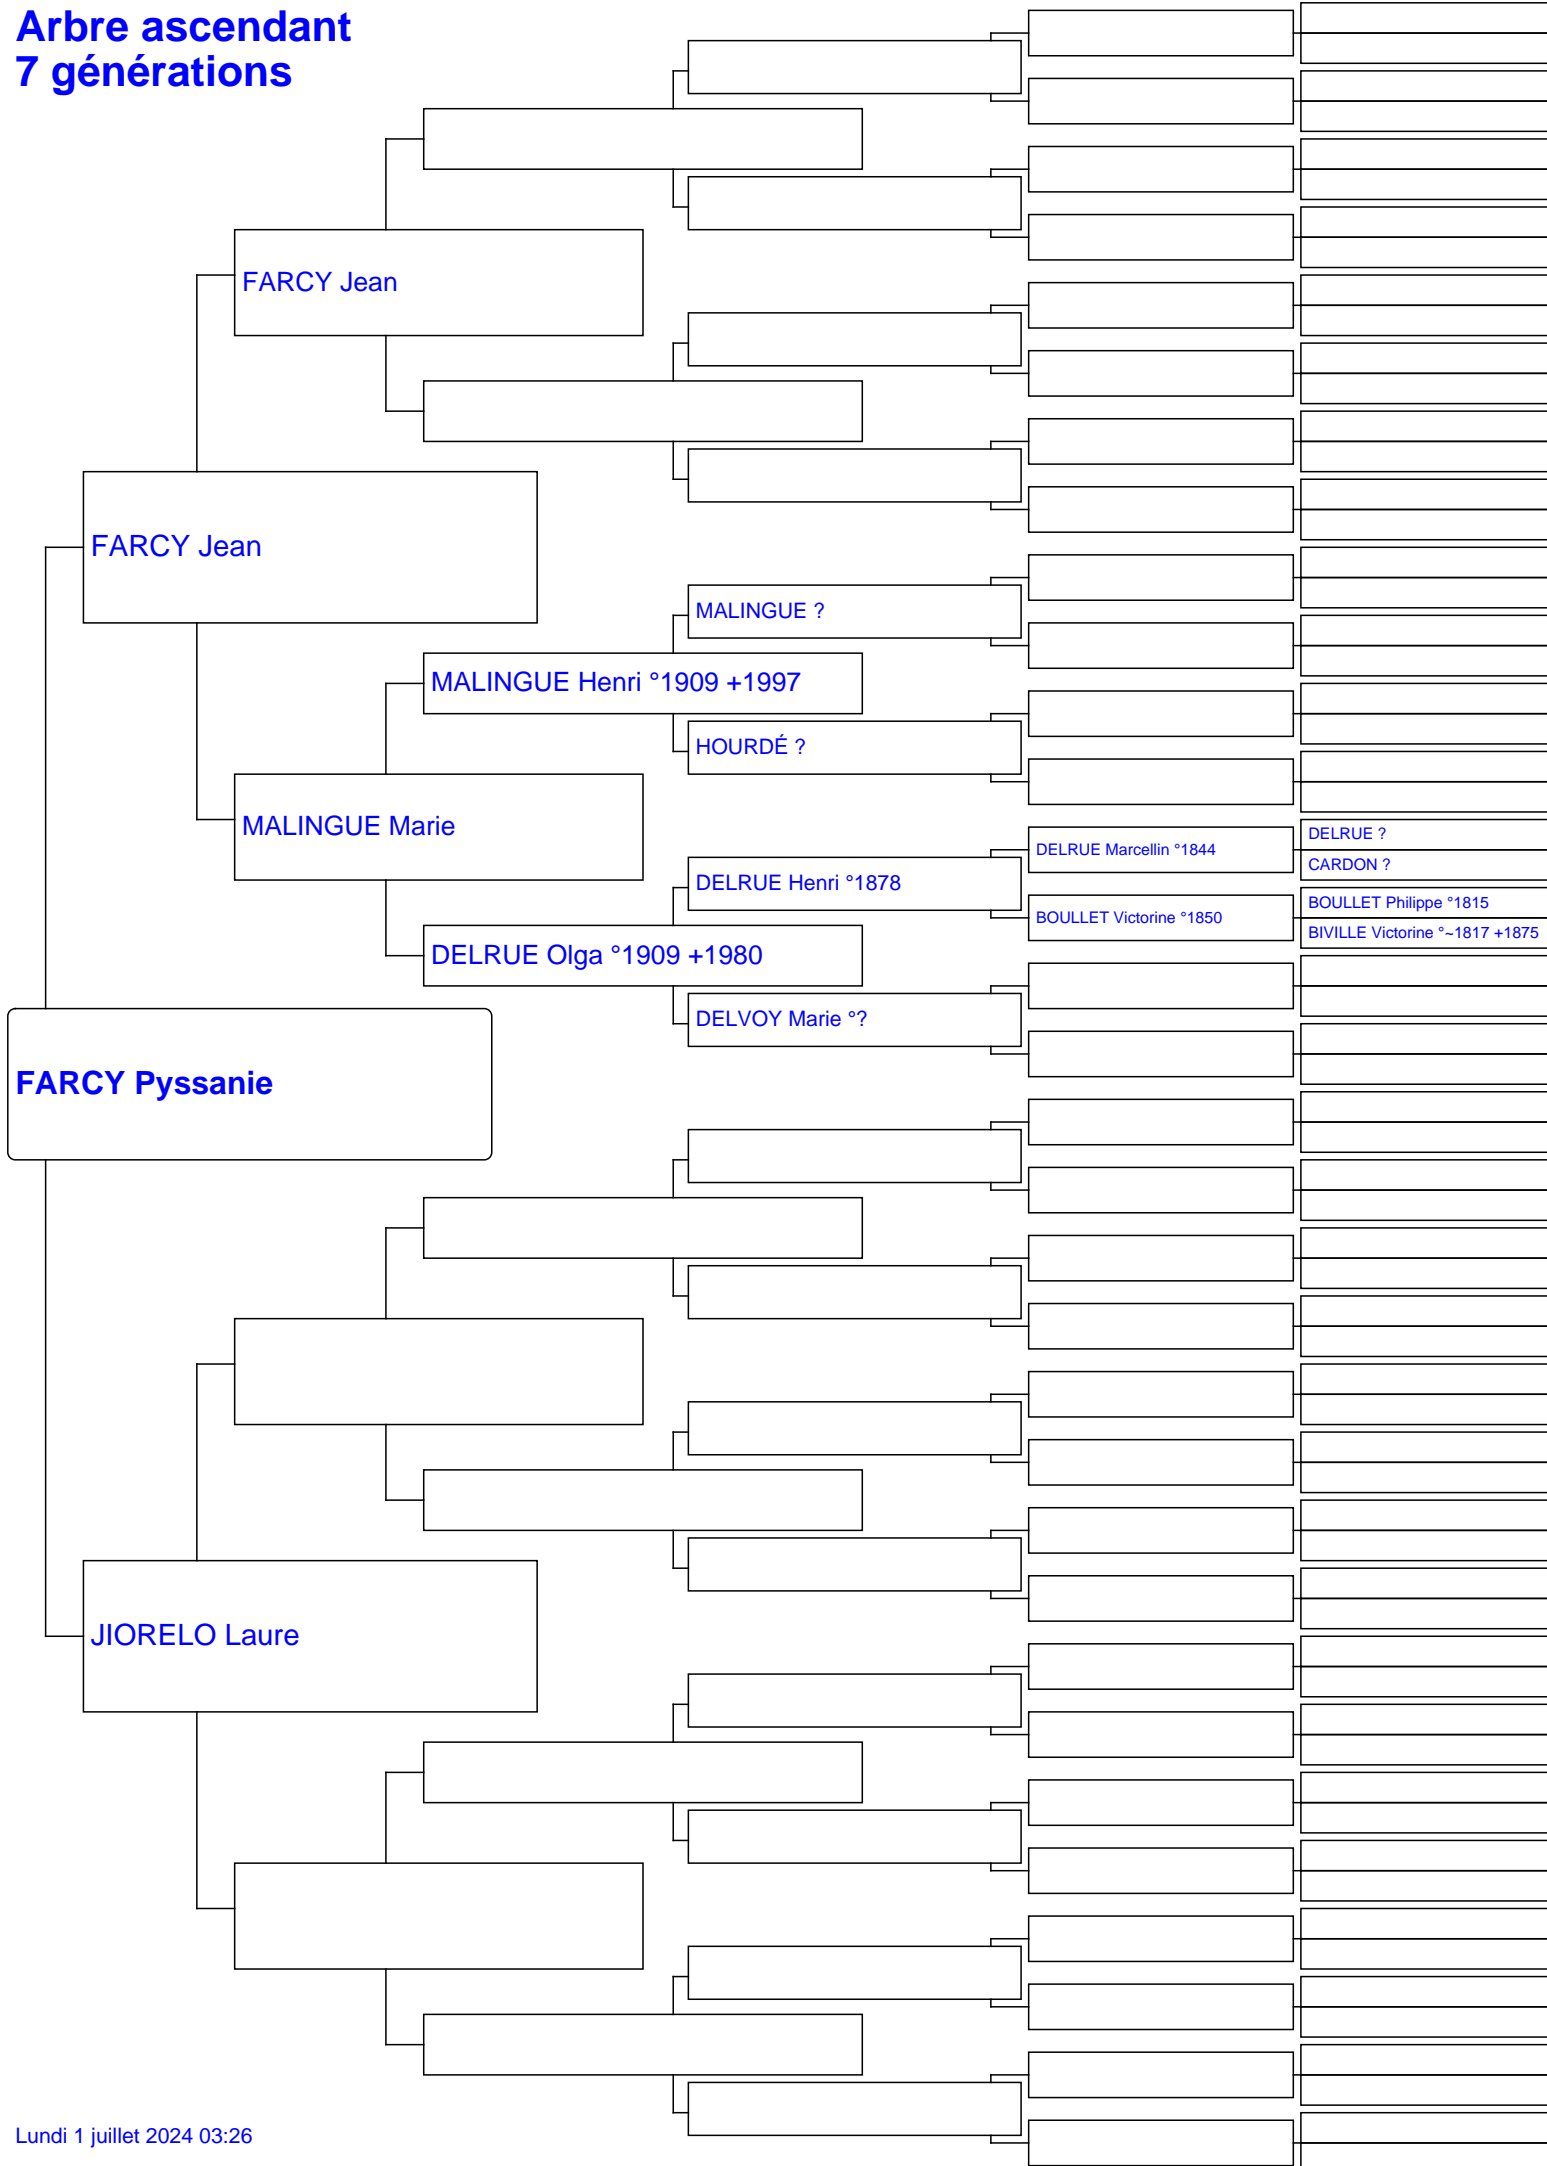 Arbre ascendant
7 générations
FARCY Jean
FARCY Jean
MALINGUE ?
MALINGUE Henri °1909 +1997
HOURDÉ ?
MALINGUE Marie
DELRUE ?
DELRUE Marcellin °1844
CARDON ?
DELRUE Henri °1878
BOULLET Philippe °1815
BOULLET Victorine °1850
BIVILLE Victorine °~1817 +1875
DELRUE Olga °1909 +1980
DELVOY Marie °?
FARCY Pyssanie
JIORELO Laure
Lundi 1 juillet 2024 03:26